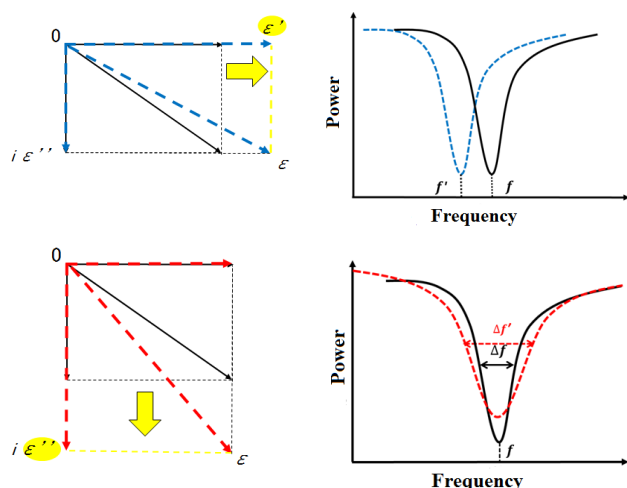 0
ε'
i ε''
ε
Power
f'
f
Frequency
0
i ε''
ε
Power
Δf'
Δf
f
Frequency